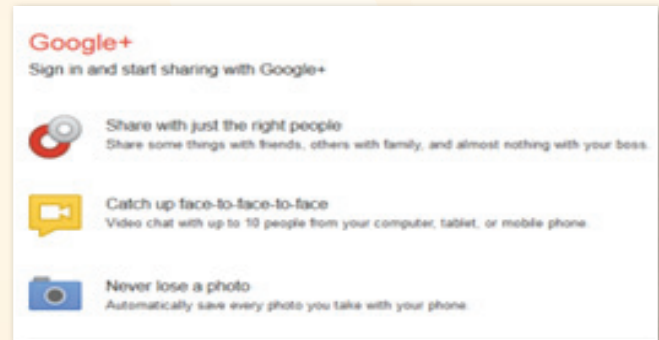 Google+
Sign in and start sharing with Google+
Share with just the right people
Share some things with friends, others with family, and almost nothing with your boss.
Catch up face-to-face-to-face
Video chat with up to 10 people from your computer, tablet, or mobile phone.
Never lose a photo
Automatically save every photo you take with your phone.